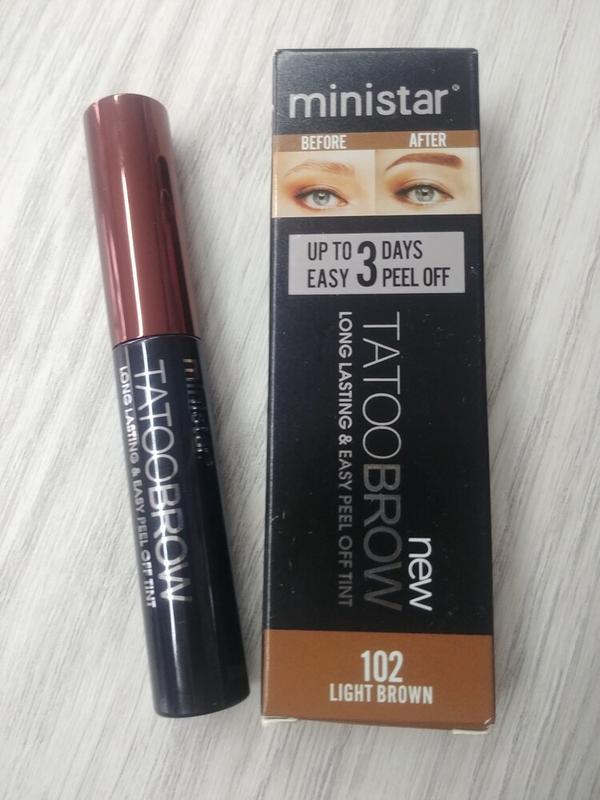 ministar®
BEFORE AFTER
UP TO 3 DAYS
EASY PEEL OFF
new
TATOOBROW
LONG LASTING & EASY PEEL OFF TINT
102
LIGHT BROWN
ministar®
TATOOBROW
LONG LASTING & EASY PEEL OFF TINT